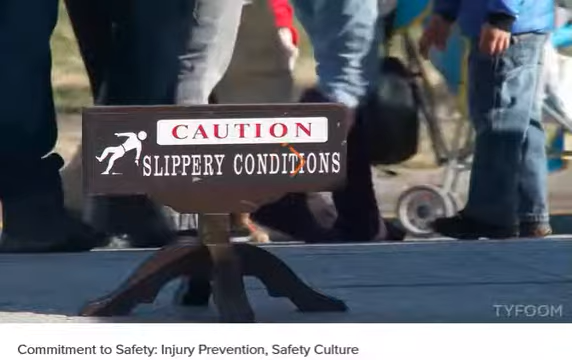 CAUTION
SLIPPERY CONDITIONS
TYFOOM
Commitment to Safety: Injury Prevention, Safety Culture